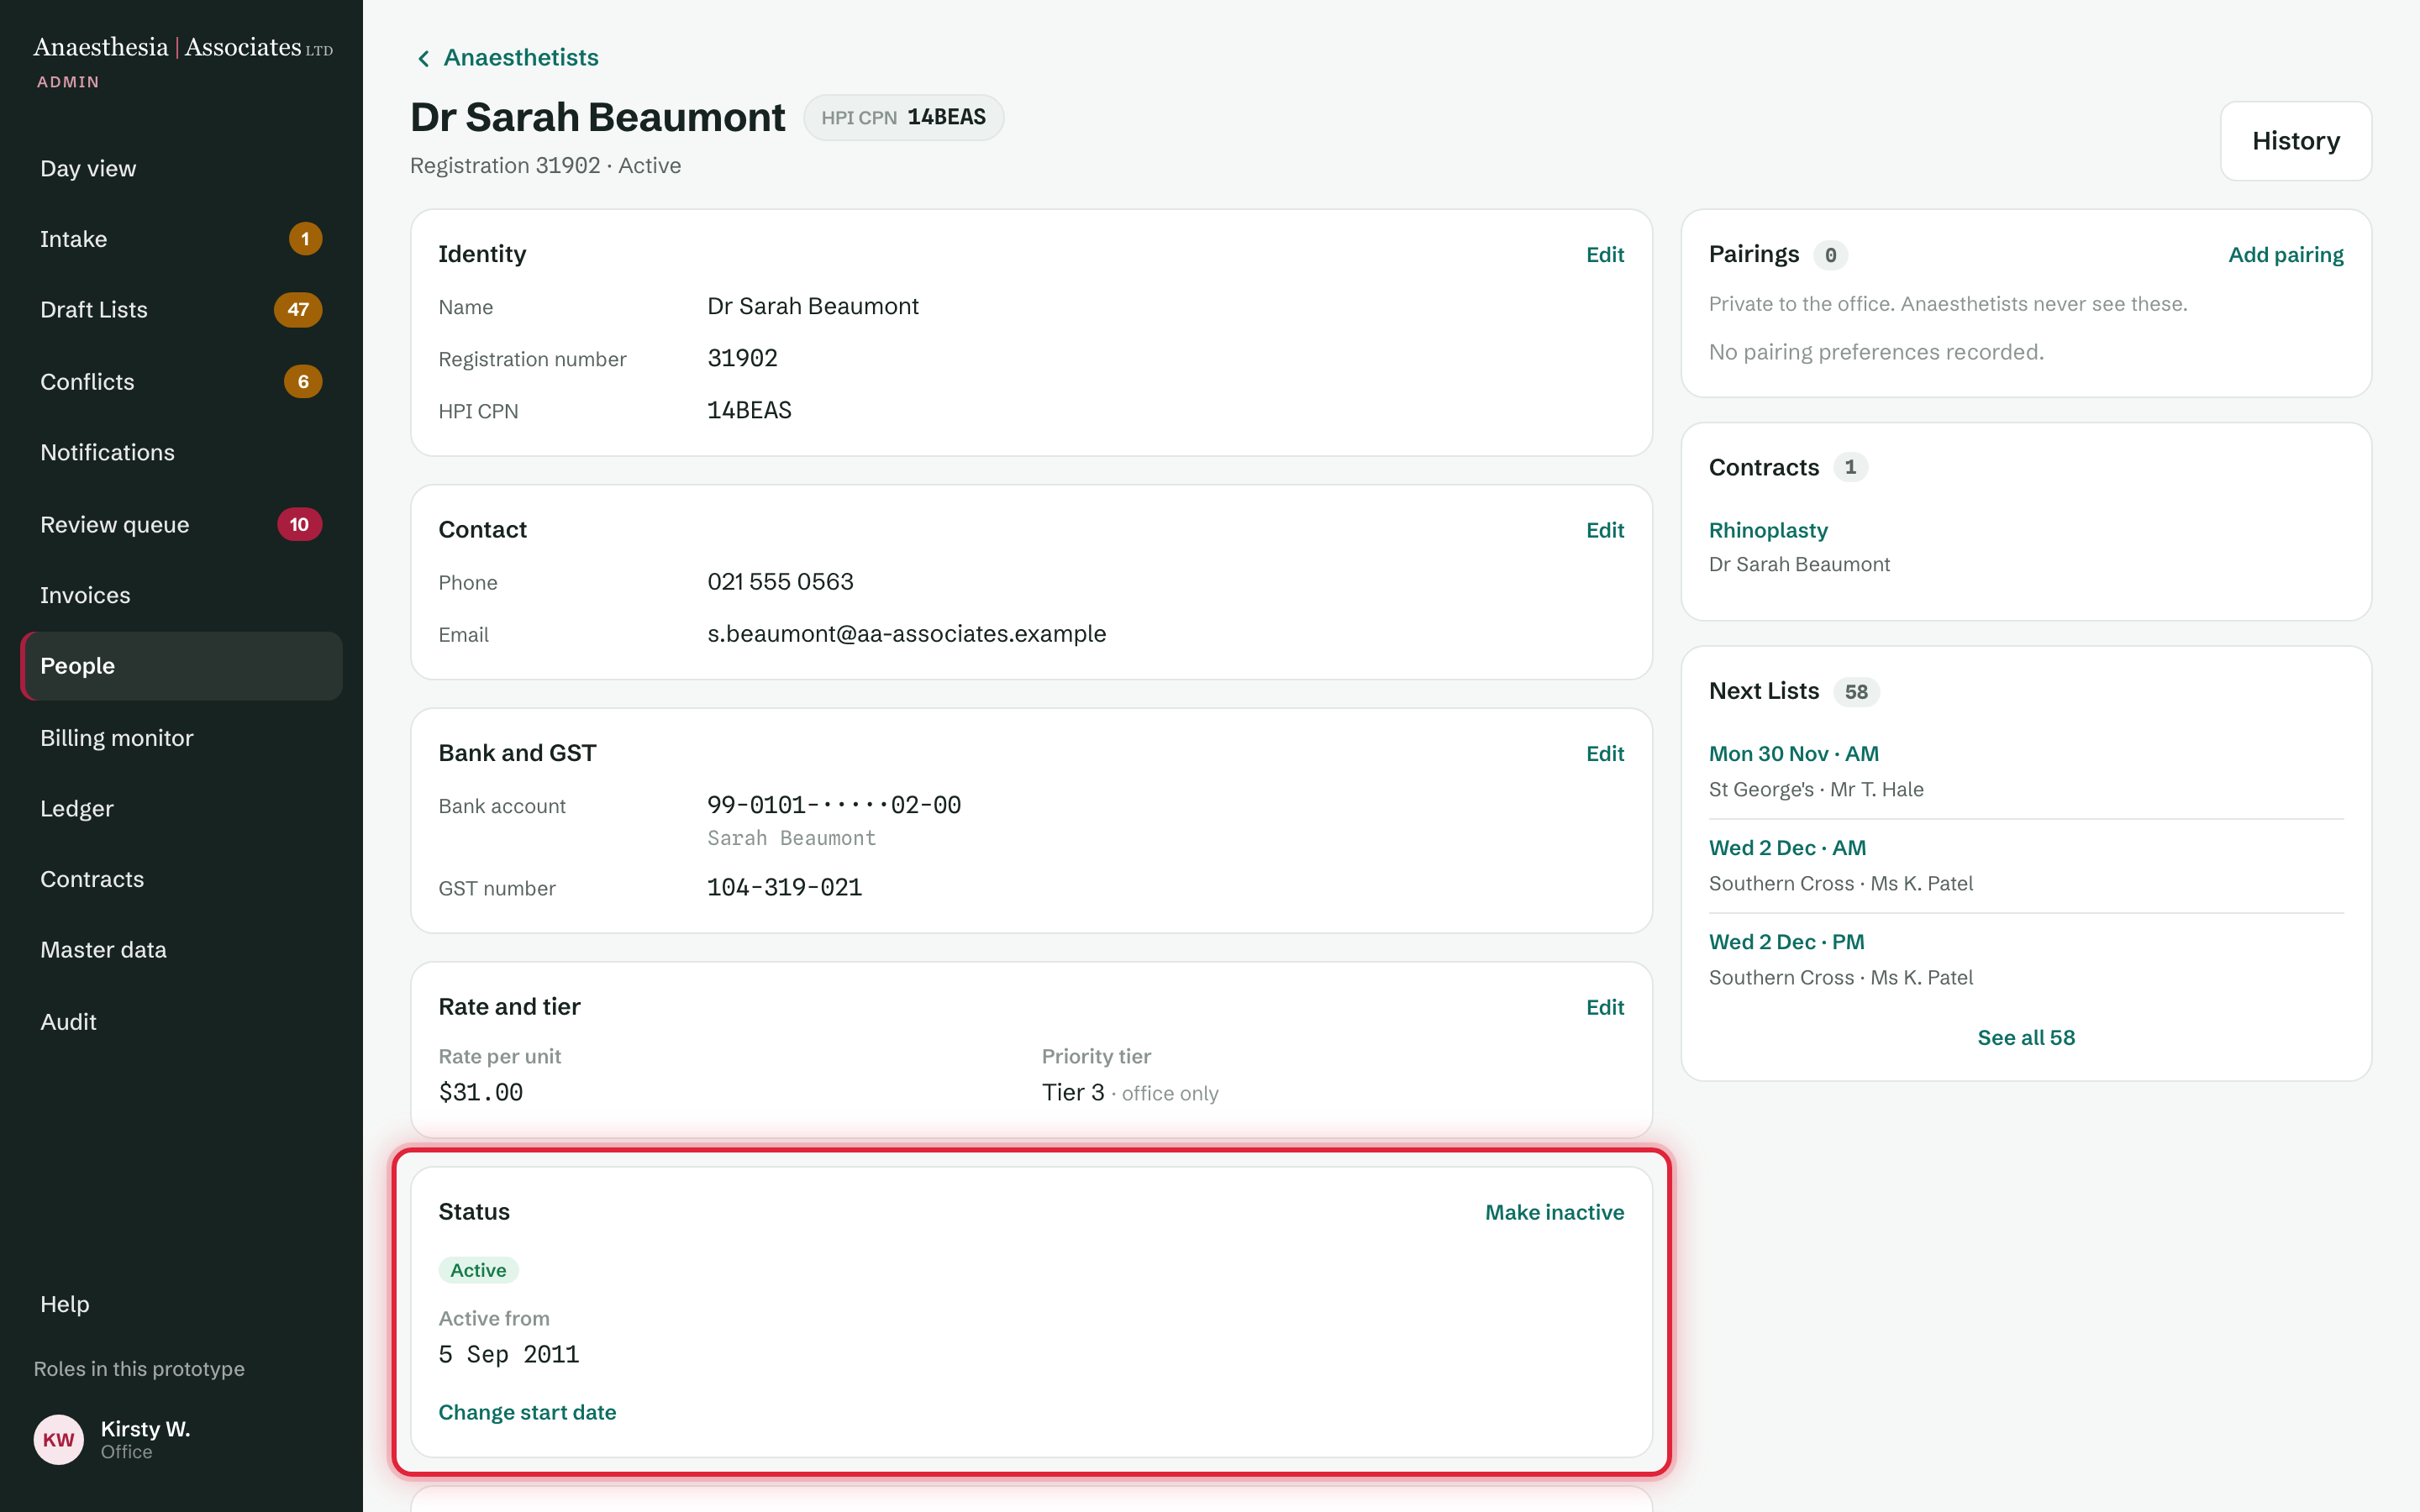 Anaesthesia | Associates LTD
ADMIN
Day view
Intake 1
Draft Lists 47
Conflicts 6
Notifications
Review queue 10
Invoices
People
Billing monitor
Ledger
Contracts
Master data
Audit
Help
Roles in this prototype
KW
Kirsty W.
Office
Anaesthetists
Dr Sarah Beaumont HPI CPN 14BEAS
Registration 31902 · Active
History
Identity Edit
Name Dr Sarah Beaumont
Registration number 31902
HPI CPN 14BEAS
Contact Edit
Phone 021 555 0563
Email s.beaumont@aa-associates.example
Bank and GST Edit
Bank account 99-0101-·····02-00
Sarah Beaumont
GST number 104-319-021
Rate and tier Edit
Rate per unit
$31.00
Priority tier
Tier 3 · office only
Status Make inactive
Active
Active from
5 Sep 2011
Change start date
Pairings 0 Add pairing
Private to the office. Anaesthetists never see these.
No pairing preferences recorded.
Contracts 1
Rhinoplasty
Dr Sarah Beaumont
Next Lists 58
Mon 30 Nov · AM
St George's · Mr T. Hale
Wed 2 Dec · AM
Southern Cross · Ms K. Patel
Wed 2 Dec · PM
Southern Cross · Ms K. Patel
See all 58